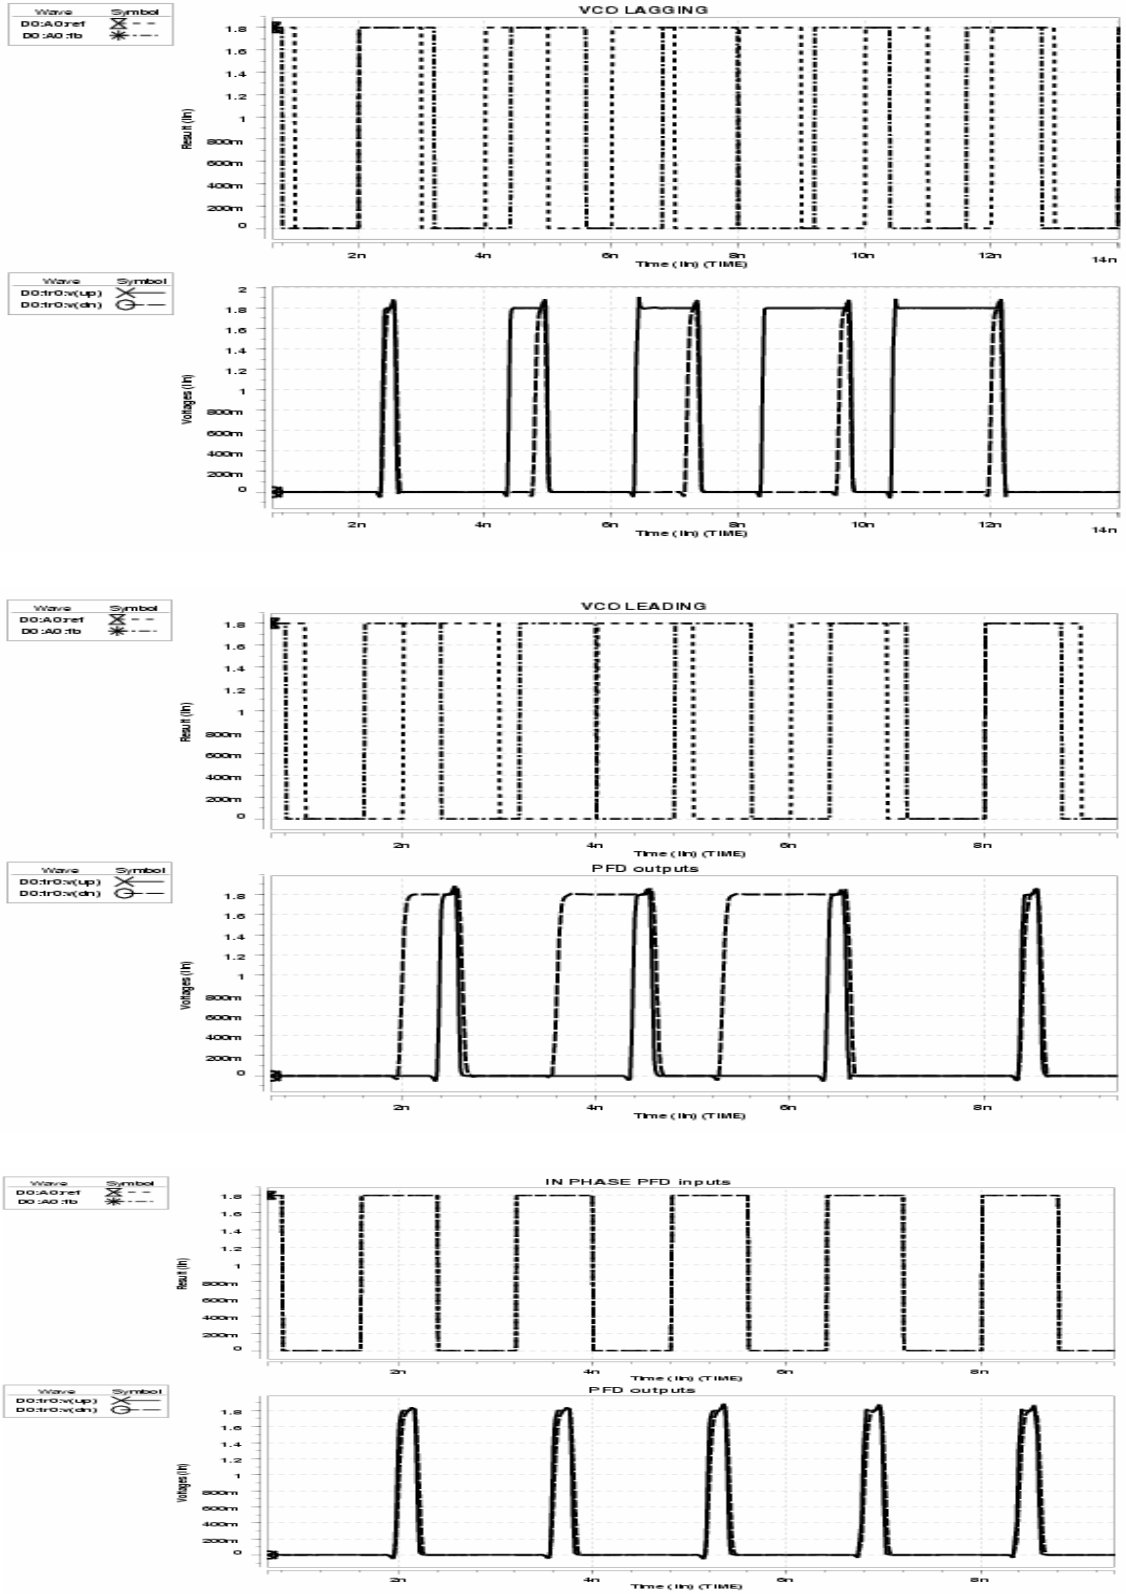 VCO LAGGING
Wave Symbol
D0:A0:ref
D0:A0:fb
1.8
1.6
1.4
1.2
1
800m
600m
400m
200m
0
Result (lin)
2n 4n 6n 8n 10n 12n 14n
Time (lin) (TIME)
Wave Symbol
D0:tr0:v(up)
D0:tr0:v(dn)
2
1.8
1.6
1.4
1.2
1
800m
600m
400m
200m
0
Voltages (lin)
2n 4n 6n 8n 10n 12n 14n
Time (lin) (TIME)
VCO LEADING
Wave Symbol
D0:A0:ref
D0:A0:fb
1.8
1.6
1.4
1.2
1
800m
600m
400m
200m
0
Result (lin)
2n 4n 6n 8n
Time (lin) (TIME)
PFD outputs
Wave Symbol
D0:tr0:v(up)
D0:tr0:v(dn)
1.8
1.6
1.4
1.2
1
800m
600m
400m
200m
0
Voltages (lin)
2n 4n 6n 8n
Time (lin) (TIME)
IN PHASE PFD inputs
Wave Symbol
D0:A0:ref
D0:A0:fb
1.8
1.6
1.4
1.2
1
800m
600m
400m
200m
0
Result (lin)
2n 4n 6n 8n
Time (lin) (TIME)
PFD outputs
Wave Symbol
D0:tr0:v(up)
D0:tr0:v(dn)
1.8
1.6
1.4
1.2
1
800m
600m
400m
200m
0
Voltages (lin)
2n 4n 6n 8n
Time (lin) (TIME)